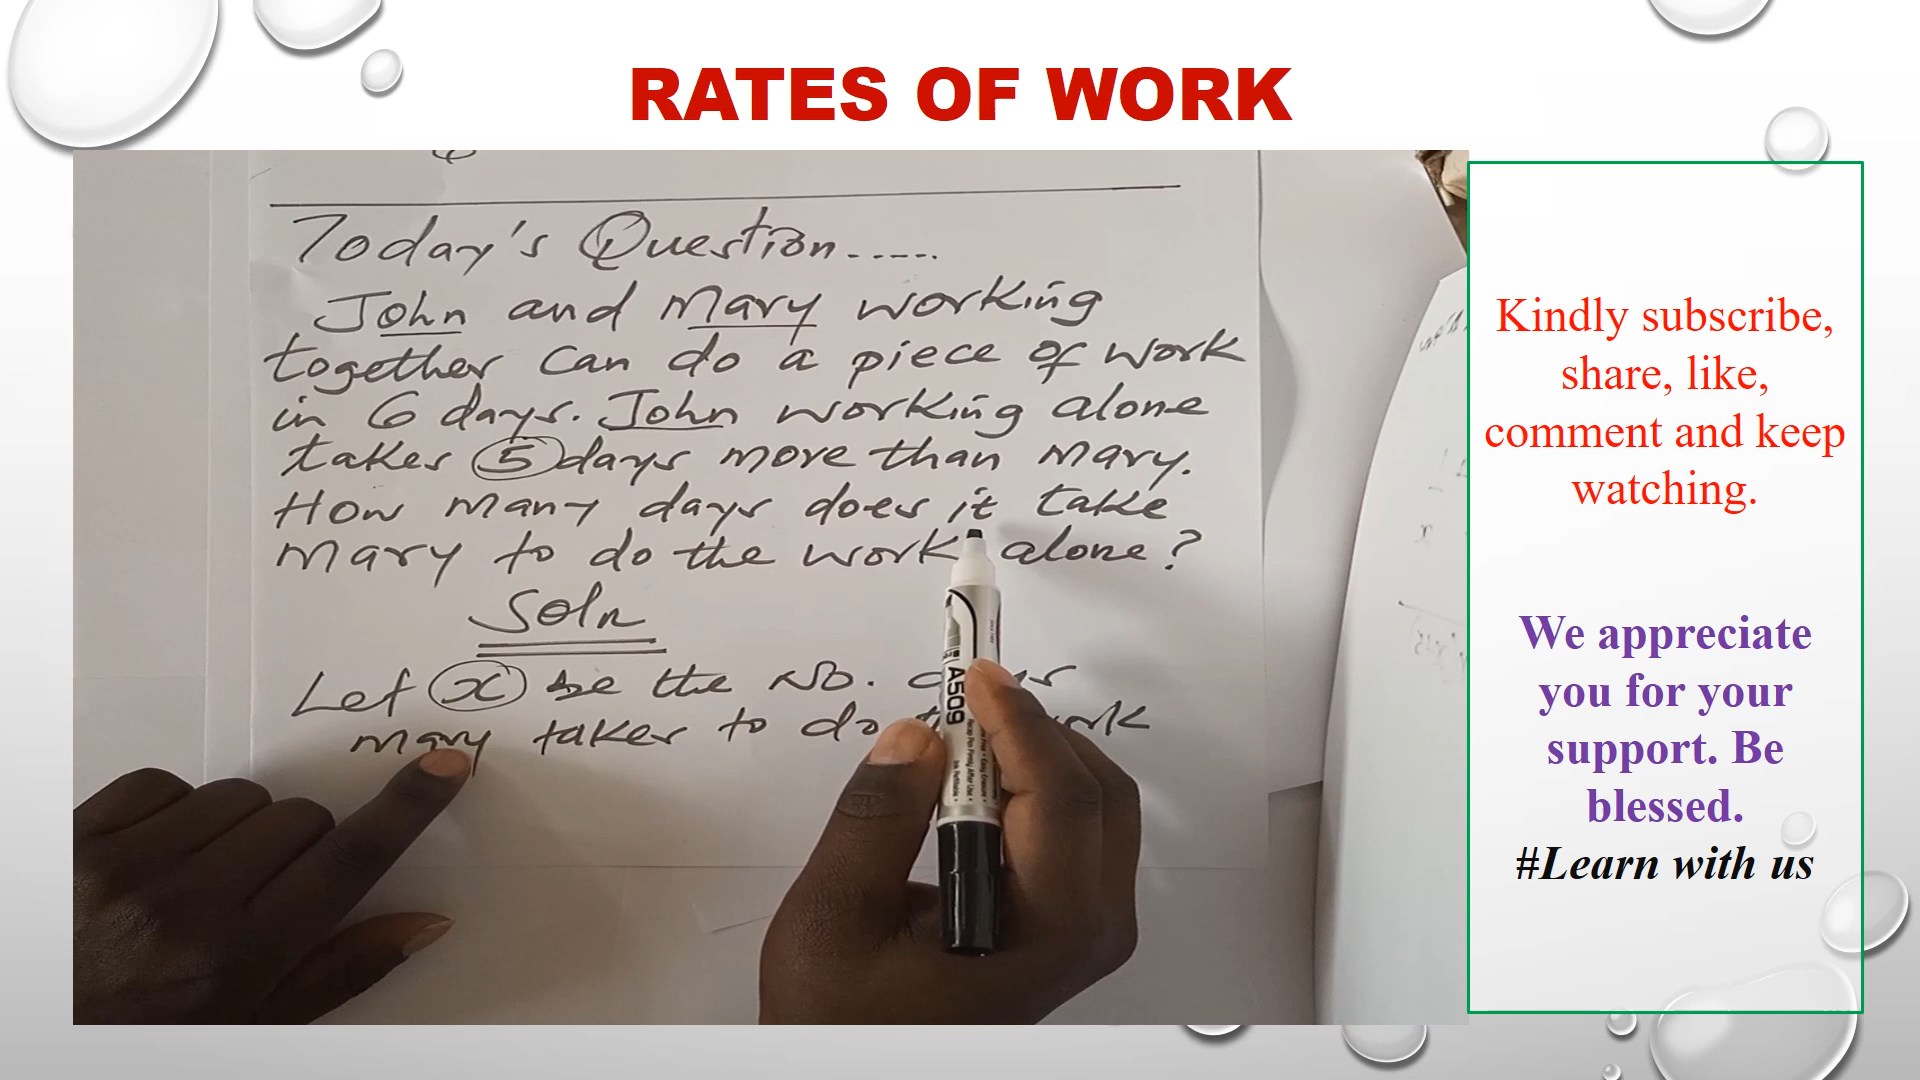 RATES OF WORK
Today's Question.....
John and Mary working
together can do a piece of work
in 6 days. John working alone
takes 5 days more than Mary.
How many days does it take
Mary to do the work alone?
Soln
Let x be the No.
Mary takes to do
A509
Kindly subscribe,
share, like,
comment and keep
watching.
We appreciate
you for your
support. Be
blessed.
#Learn with us